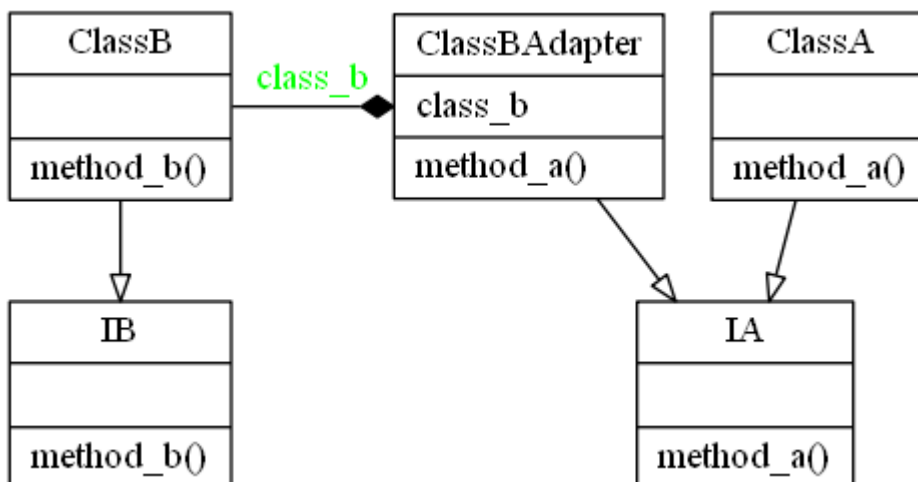 ClassB
method_b()
class_b
ClassBAdapter
class_b
method_a()
ClassA
method_a()
IB
method_b()
IA
method_a()